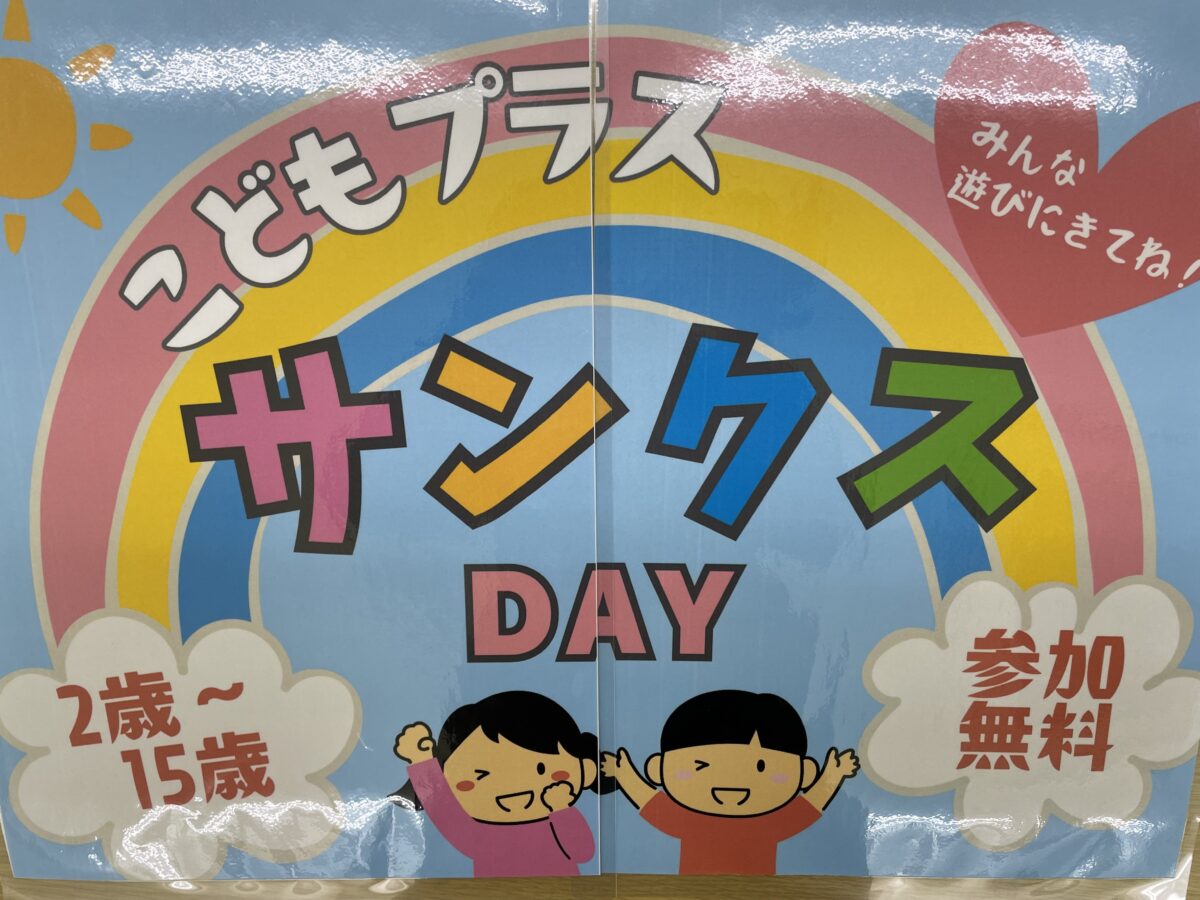 こどもプラス
みんな
遊びにきてね!
サンクス
DAY
2歳~
15歳
参加
無料